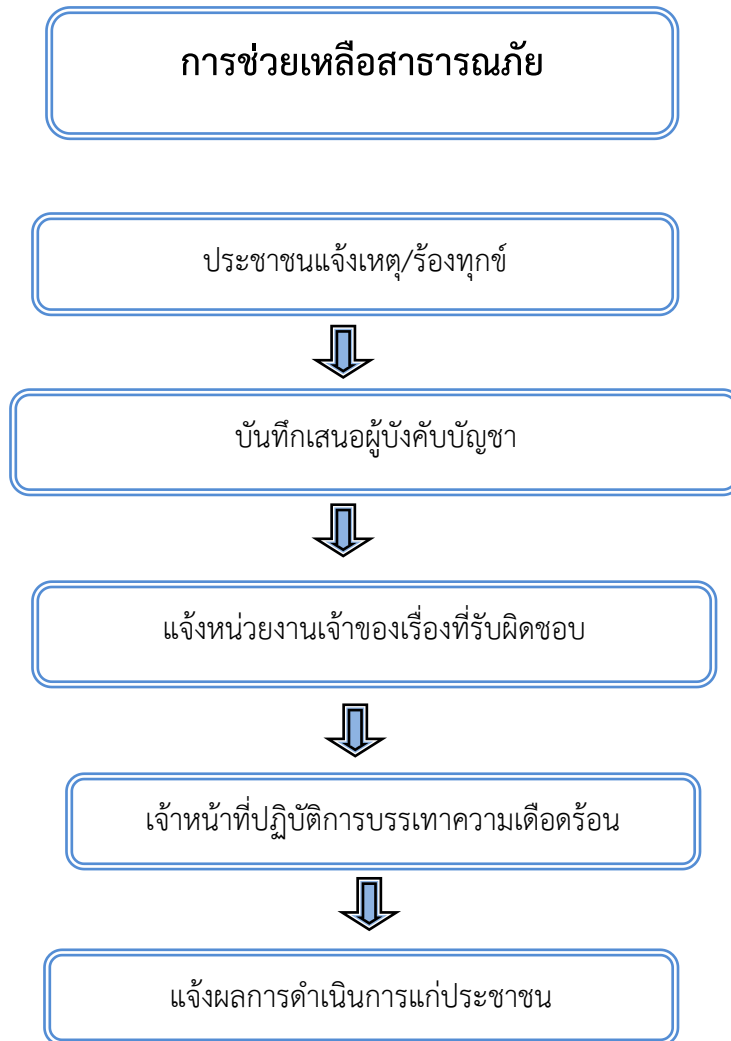 การช่วยเหลือสาธารณภัย
ประชาชนแจ้งเหตุ/ร้องทุกข์
บันทึกเสนอผู้บังคับบัญชา
แจ้งหน่วยงานเจ้าของเรื่องที่รับผิดชอบ
เจ้าหน้าที่ปฏิบัติการบรรเทาความเดือดร้อน
แจ้งผลการดำเนินการแก่ประชาชน